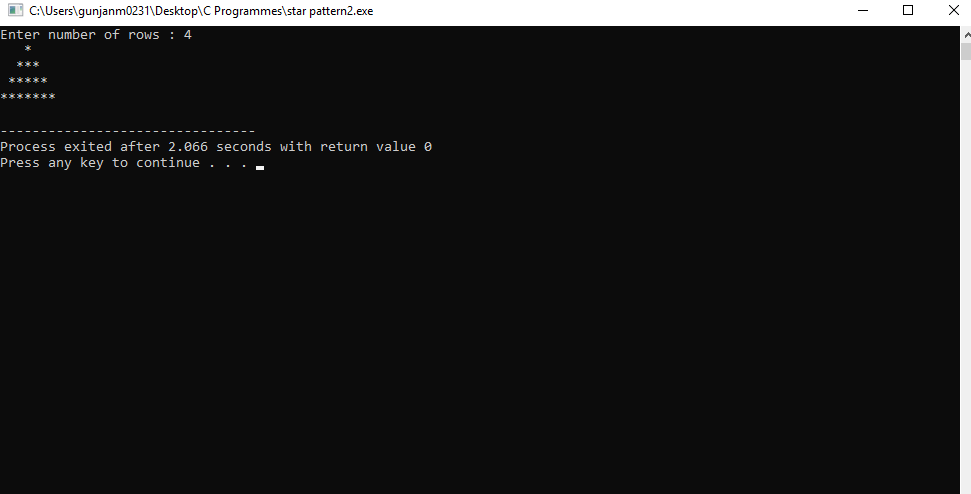 C:\Users\gunjanm0231\Desktop\C Programmes\star pattern2.exe
Enter number of rows : 4
   *
  ***
 *****
*******
--------------------------------
Process exited after 2.066 seconds with return value 0
Press any key to continue . . .